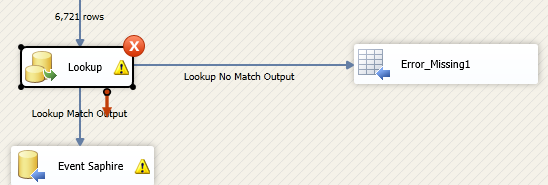 6,721 rows
Lookup
Lookup No Match Output
Error_Missing1
Lookup Match Output
Event Saphire